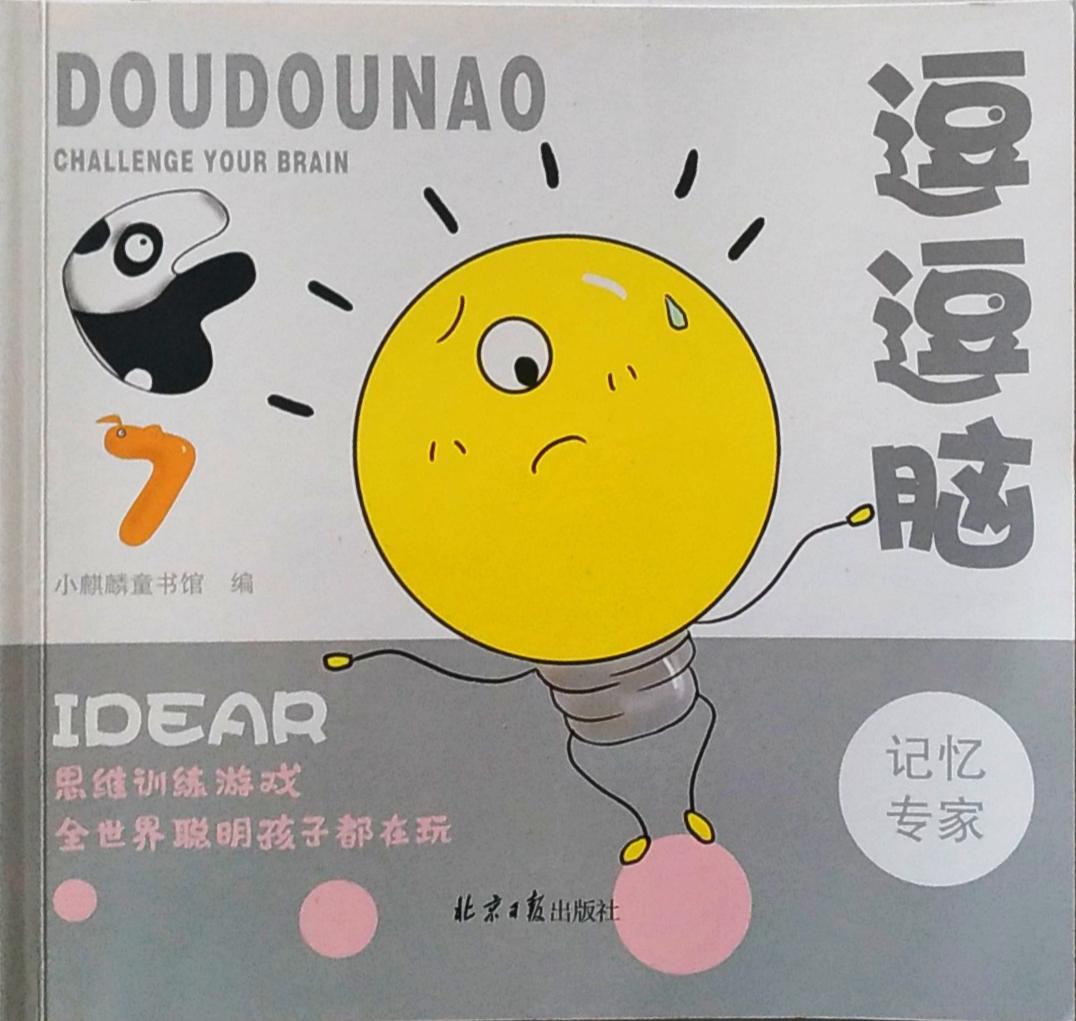 DOUDOUNAO
CHALLENGE YOUR BRAIN
逗逗脑
7
小麒麟童书馆 编
IDEAR
思维训练游戏
全世界聪明孩子都在玩
记忆
专家
北京日报出版社